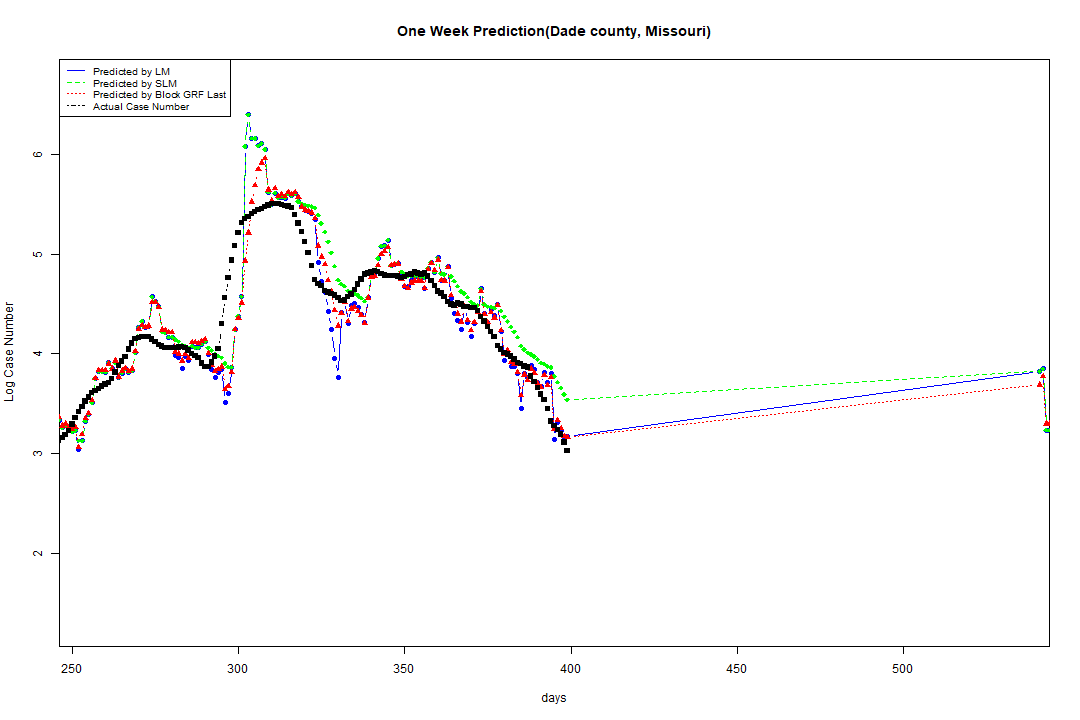 One Week Prediction(Dade county, Missouri)
Predicted by LM
Predicted by SLM
Predicted by Block GRF Last
Actual Case Number
6
5
4
3
2
Log Case Number
250 300 350 400 450 500
days